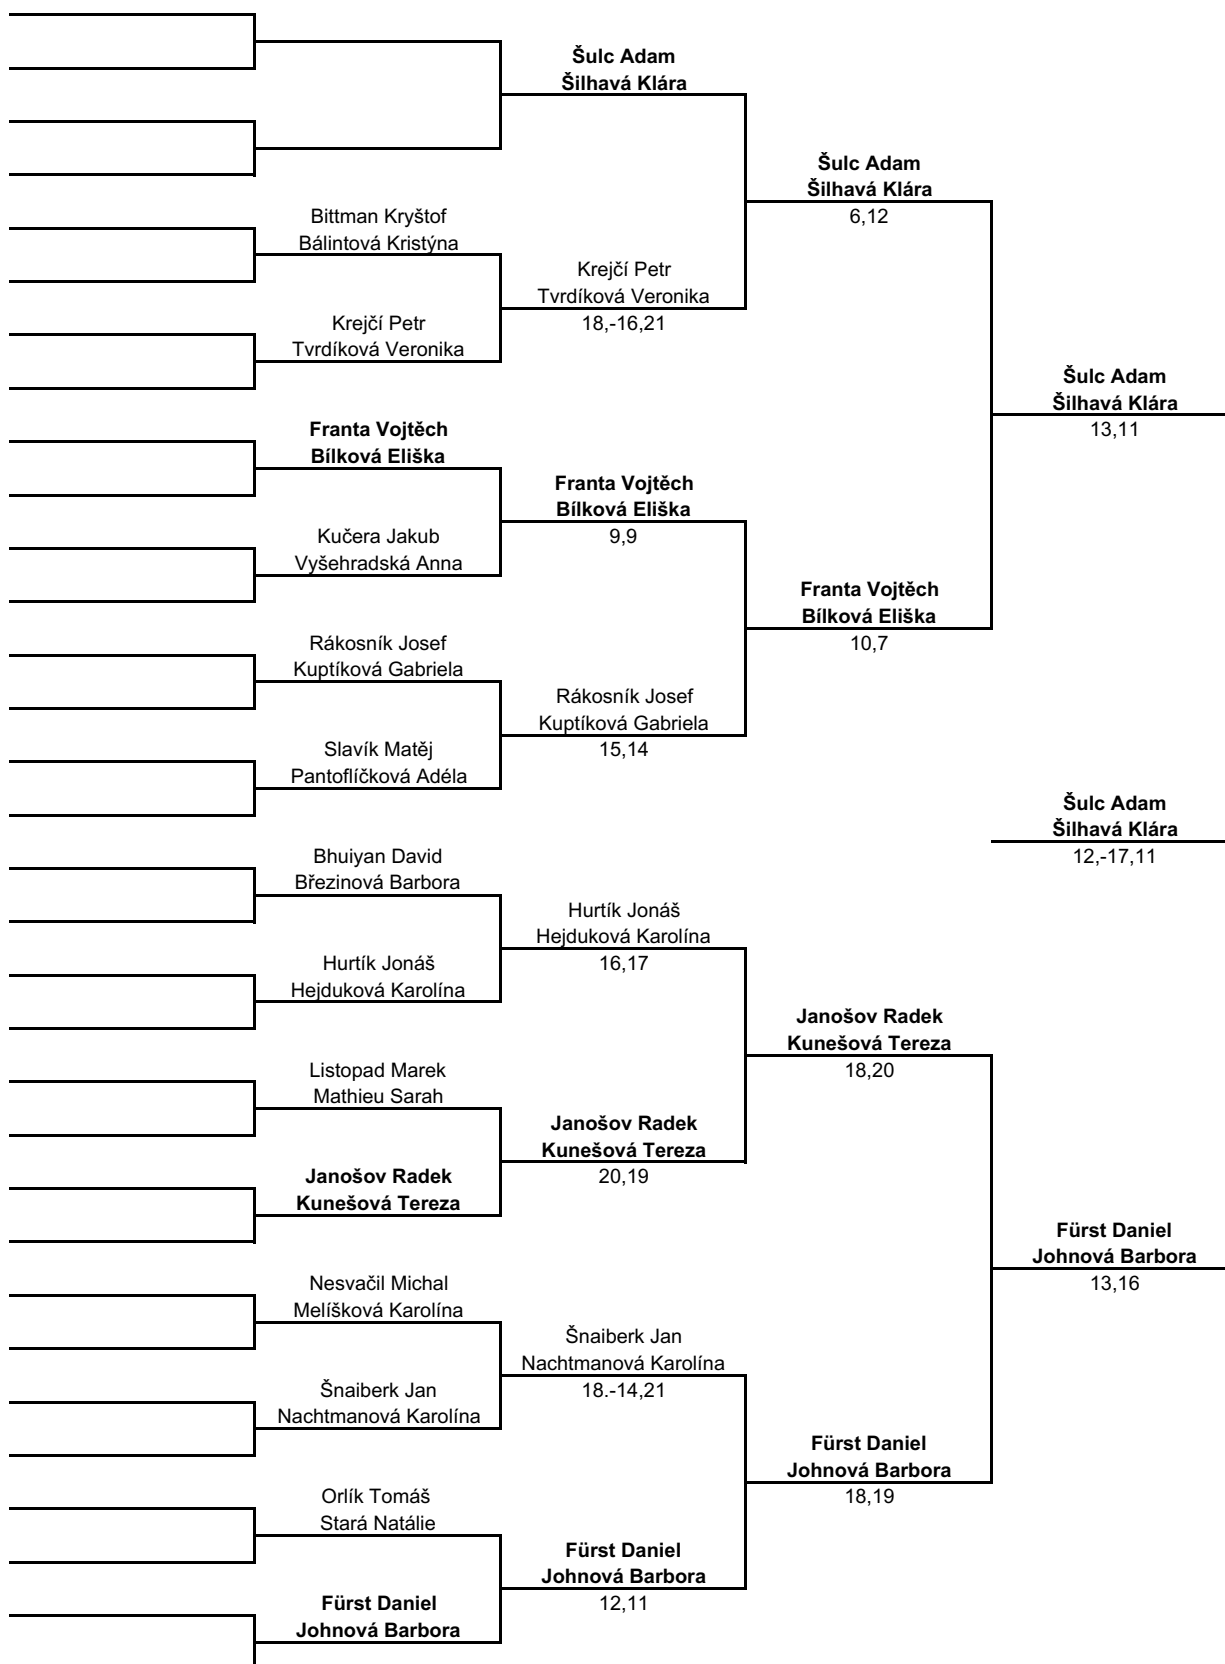 Šulc Adam
Šilhavá Klára
Šulc Adam
Šilhavá Klára
6,12
Bittman Kryštof
Bálintová Kristýna
Krejčí Petr
Tvrdíková Veronika
18,-16,21
Krejčí Petr
Tvrdíková Veronika
Šulc Adam
Šilhavá Klára
13,11
Franta Vojtěch
Bílková Eliška
Franta Vojtěch
Bílková Eliška
9,9
Kučera Jakub
Vyšehradská Anna
Franta Vojtěch
Bílková Eliška
10,7
Rákosník Josef
Kuptíková Gabriela
Rákosník Josef
Kuptíková Gabriela
15,14
Slavík Matěj
Pantoflíčková Adéla
Šulc Adam
Šilhavá Klára
12,-17,11
Bhuiyan David
Březinová Barbora
Hurtík Jonáš
Hejduková Karolína
16,17
Hurtík Jonáš
Hejduková Karolína
Janošov Radek
Kunešová Tereza
18,20
Listopad Marek
Mathieu Sarah
Janošov Radek
Kunešová Tereza
20,19
Janošov Radek
Kunešová Tereza
Fürst Daniel
Johnová Barbora
13,16
Nesvačil Michal
Melíšková Karolína
Šnaiberk Jan
Nachtmanová Karolína
18.-14,21
Šnaiberk Jan
Nachtmanová Karolína
Fürst Daniel
Johnová Barbora
18,19
Orlík Tomáš
Stará Natálie
Fürst Daniel
Johnová Barbora
12,11
Fürst Daniel
Johnová Barbora